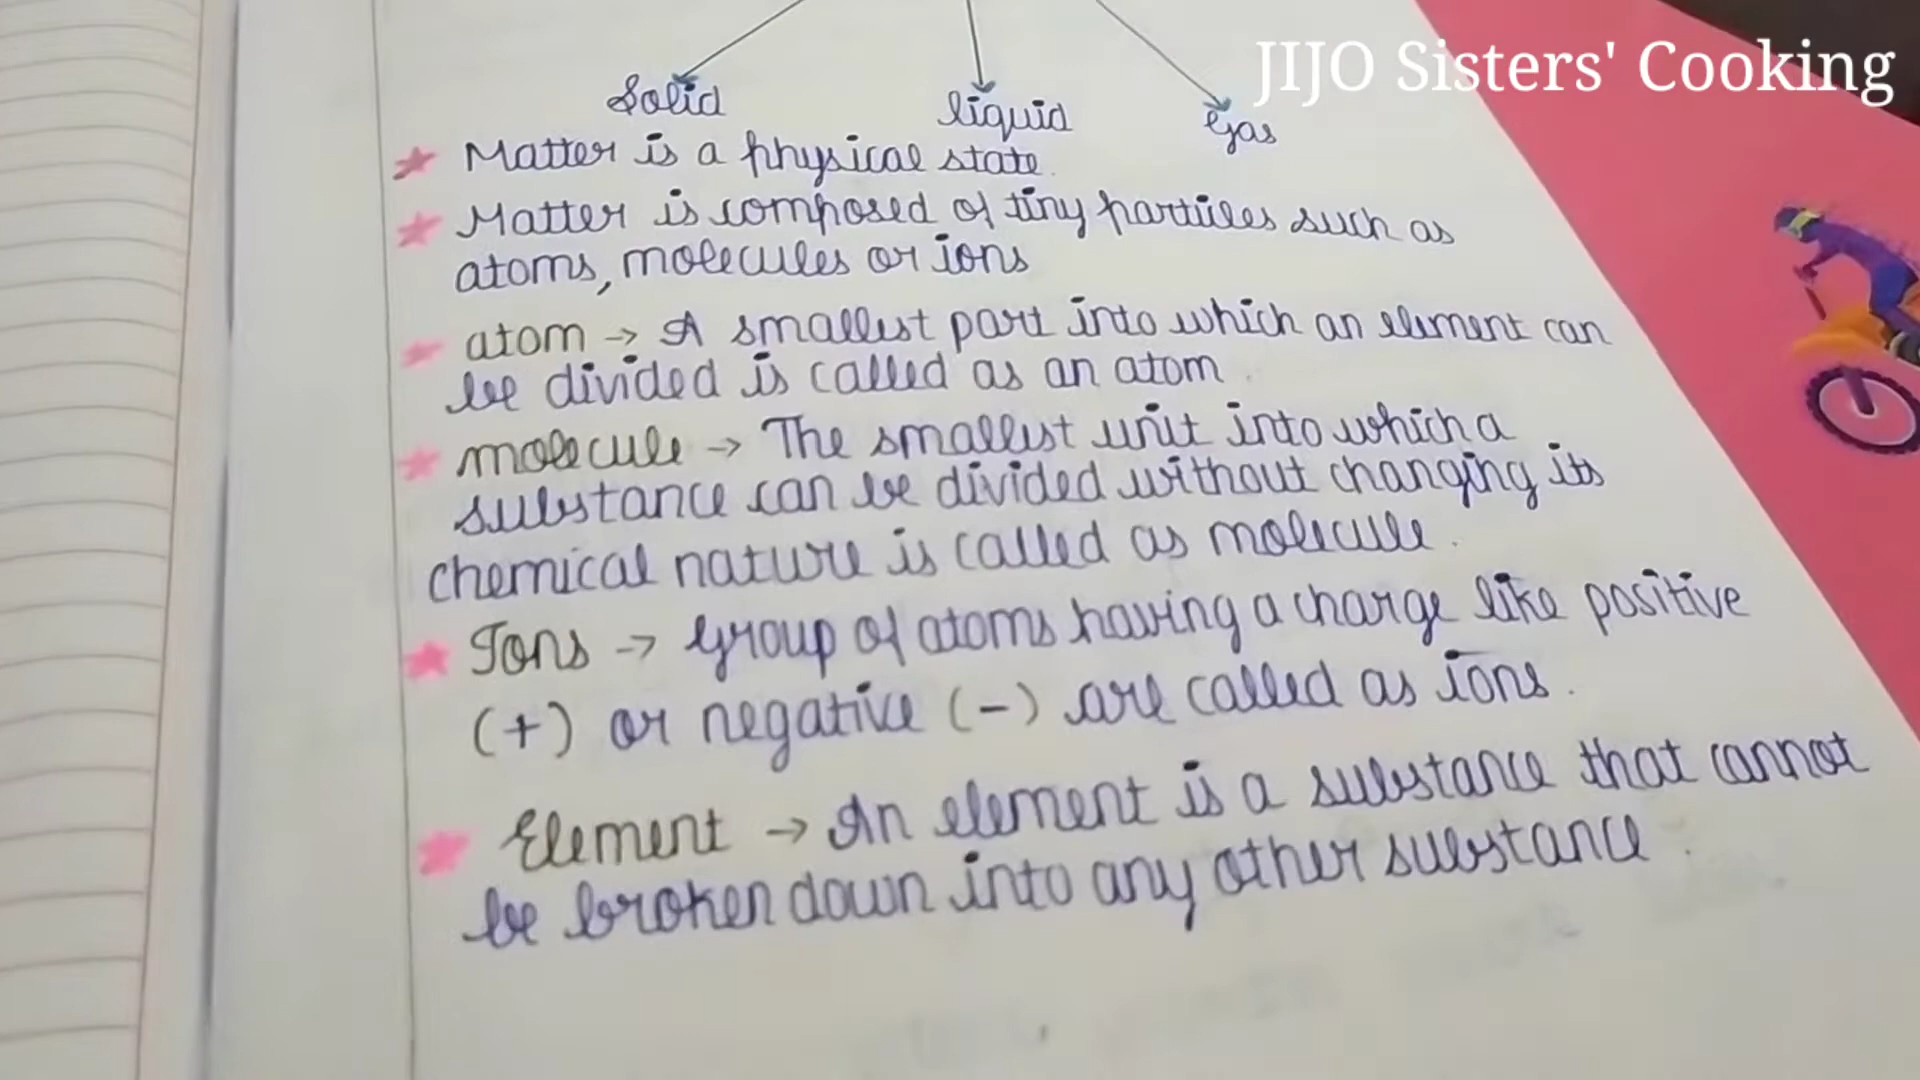 JIJO Sisters' Cooking
Solid liquid Gas
Matter is a physical state.
Matter is composed of tiny particles such as
atoms, molecules or ions
atom → A smallest part into which an element can
be divided is called as an atom.
molecule → The smallest unit into which a
substance can be divided without changing its
chemical nature is called as molecule.
Ions → Group of atoms having a charge like positive
(+) or negative (-) are called as ions.
Element → An element is a substance that cannot
be broken down into any other substance.